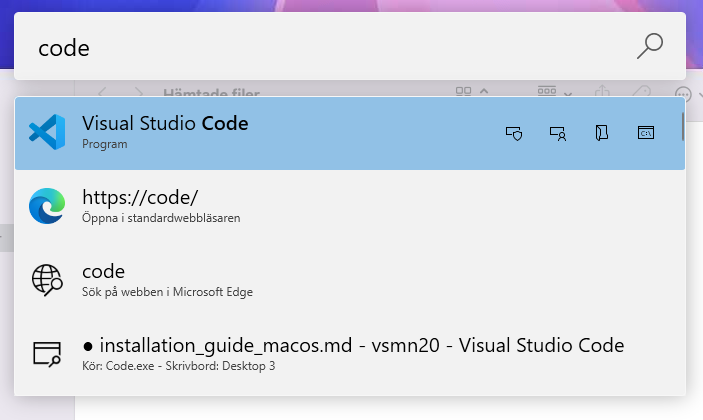 code
Hämtade filer
Visual Studio Code
Program
C:\
https://code/
Öppna i standardwebbläsaren
code
Sök på webben i Microsoft Edge
● installation_guide_macos.md - vsmn20 - Visual Studio Code
Kör: Code.exe - Skrivbord: Desktop 3